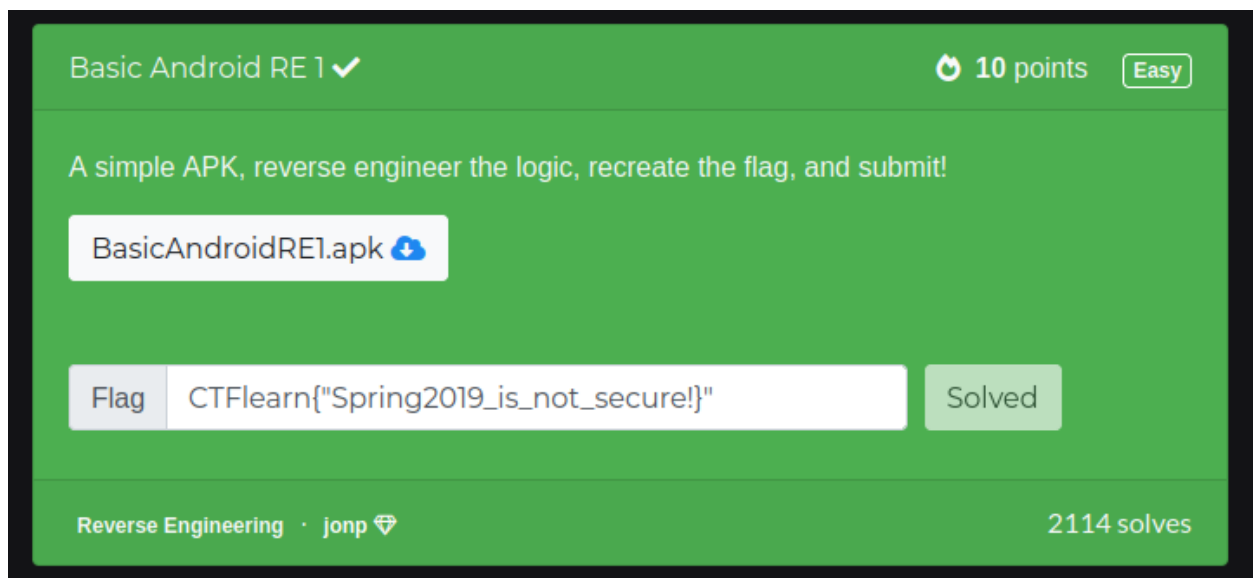 Basic Android RE 1 10 points Easy
A simple APK, reverse engineer the logic, recreate the flag, and submit!
BasicAndroidRE1.apk
Flag CTFlearn{"Spring2019_is_not_secure!}" Solved
Reverse Engineering · jonp 2114 solves